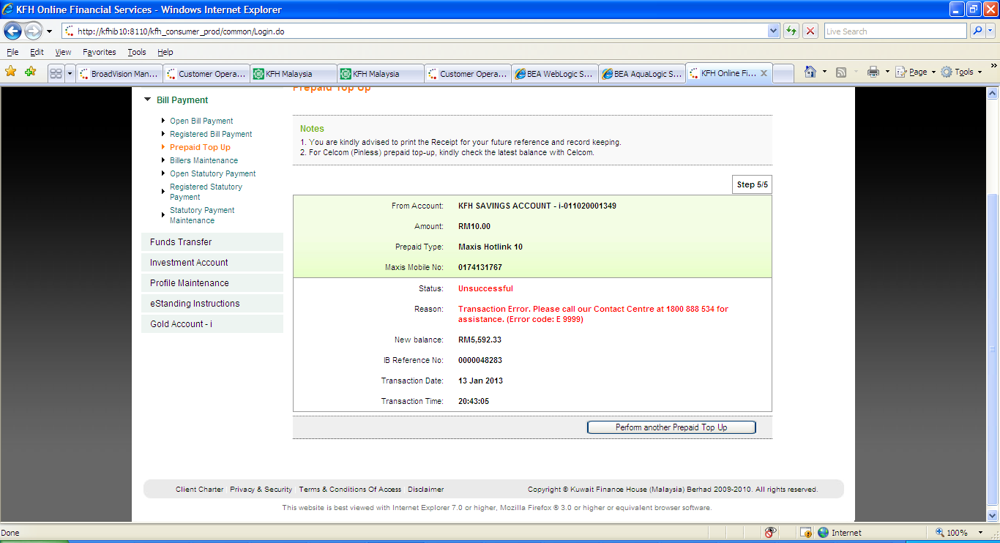 KFH Online Financial Services - Windows Internet Explorer
http://kfhib10:8110/kfh_consumer_prod/common/Login.do
Live Search
File Edit View Favorites Tools Help
BroadVision Man... Customer Opera... KFH Malaysia KFH Malaysia Customer Opera... BEA WebLogic S... BEA AquaLogic S... KFH Online Fi... Page Tools
Prepaid Top Up
Bill Payment
Open Bill Payment
Registered Bill Payment
Prepaid Top Up
Billers Maintenance
Open Statutory Payment
Registered Statutory
Payment
Statutory Payment
Maintenance
Funds Transfer
Investment Account
Profile Maintenance
eStanding Instructions
Gold Account - i
Notes
1. You are kindly advised to print the Receipt for your future reference and record keeping.
2. For Celcom (Pinless) prepaid top-up, kindly check the latest balance with Celcom.
Step 5/5
From Account: KFH SAVINGS ACCOUNT - i-011020001349
Amount: RM10.00
Prepaid Type: Maxis Hotlink 10
Maxis Mobile No: 0174131767
Status: Unsuccessful
Reason: Transaction Error. Please call our Contact Centre at 1800 888 534 for
assistance. (Error code: E 9999)
New balance: RM5,592.33
IB Reference No: 0000048283
Transaction Date: 13 Jan 2013
Transaction Time: 20:43:05
Perform another Prepaid Top Up
Client Charter Privacy & Security Terms & Conditions Of Access Disclaimer Copyright © Kuwait Finance House (Malaysia) Berhad 2009-2010. All rights reserved.
This website is best viewed with Internet Explorer 7.0 or higher, Mozilla Firefox ® 3.0 or higher or equivalent browser software.
Done Internet 100%